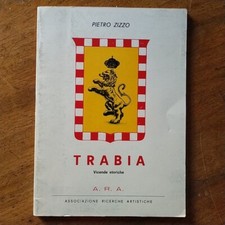 PIETRO ZIZZO
TRABIA
Vicende storiche
A. R. A.
ASSOCIAZIONE RICERCHE ARTISTICHE